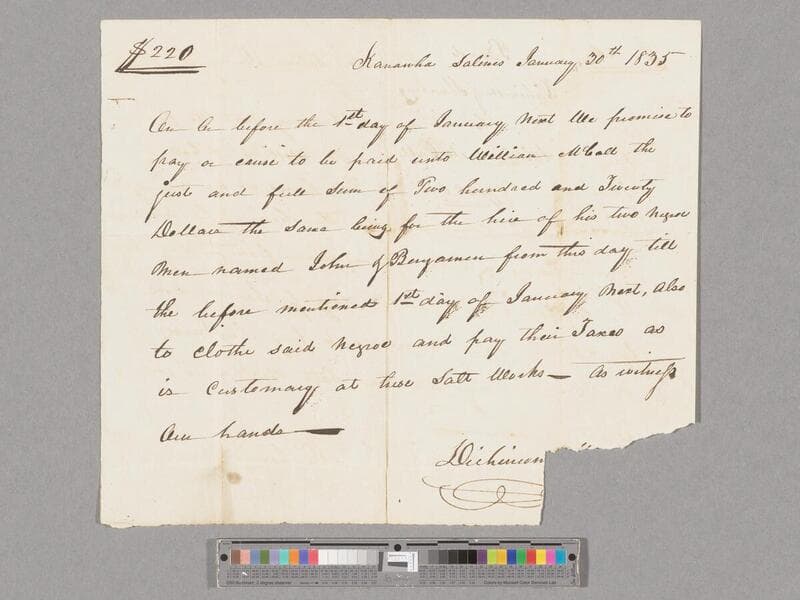 $220
Kanawha Salines January 30th 1835
On or before the 1st day of January Next We promise to
pay or cause to be paid unto William McCall the
just and full Sum of Two hundred and Twenty
Dollars the Same being for the hire of his two Negroe
Men named John & Benjamen from this day till
the before mentioned 1st day of January Next, Also
to Clothe said Negroe and pay their Taxes as
is Customary at these Salt Works — As witness
Our hands —
Dickinson